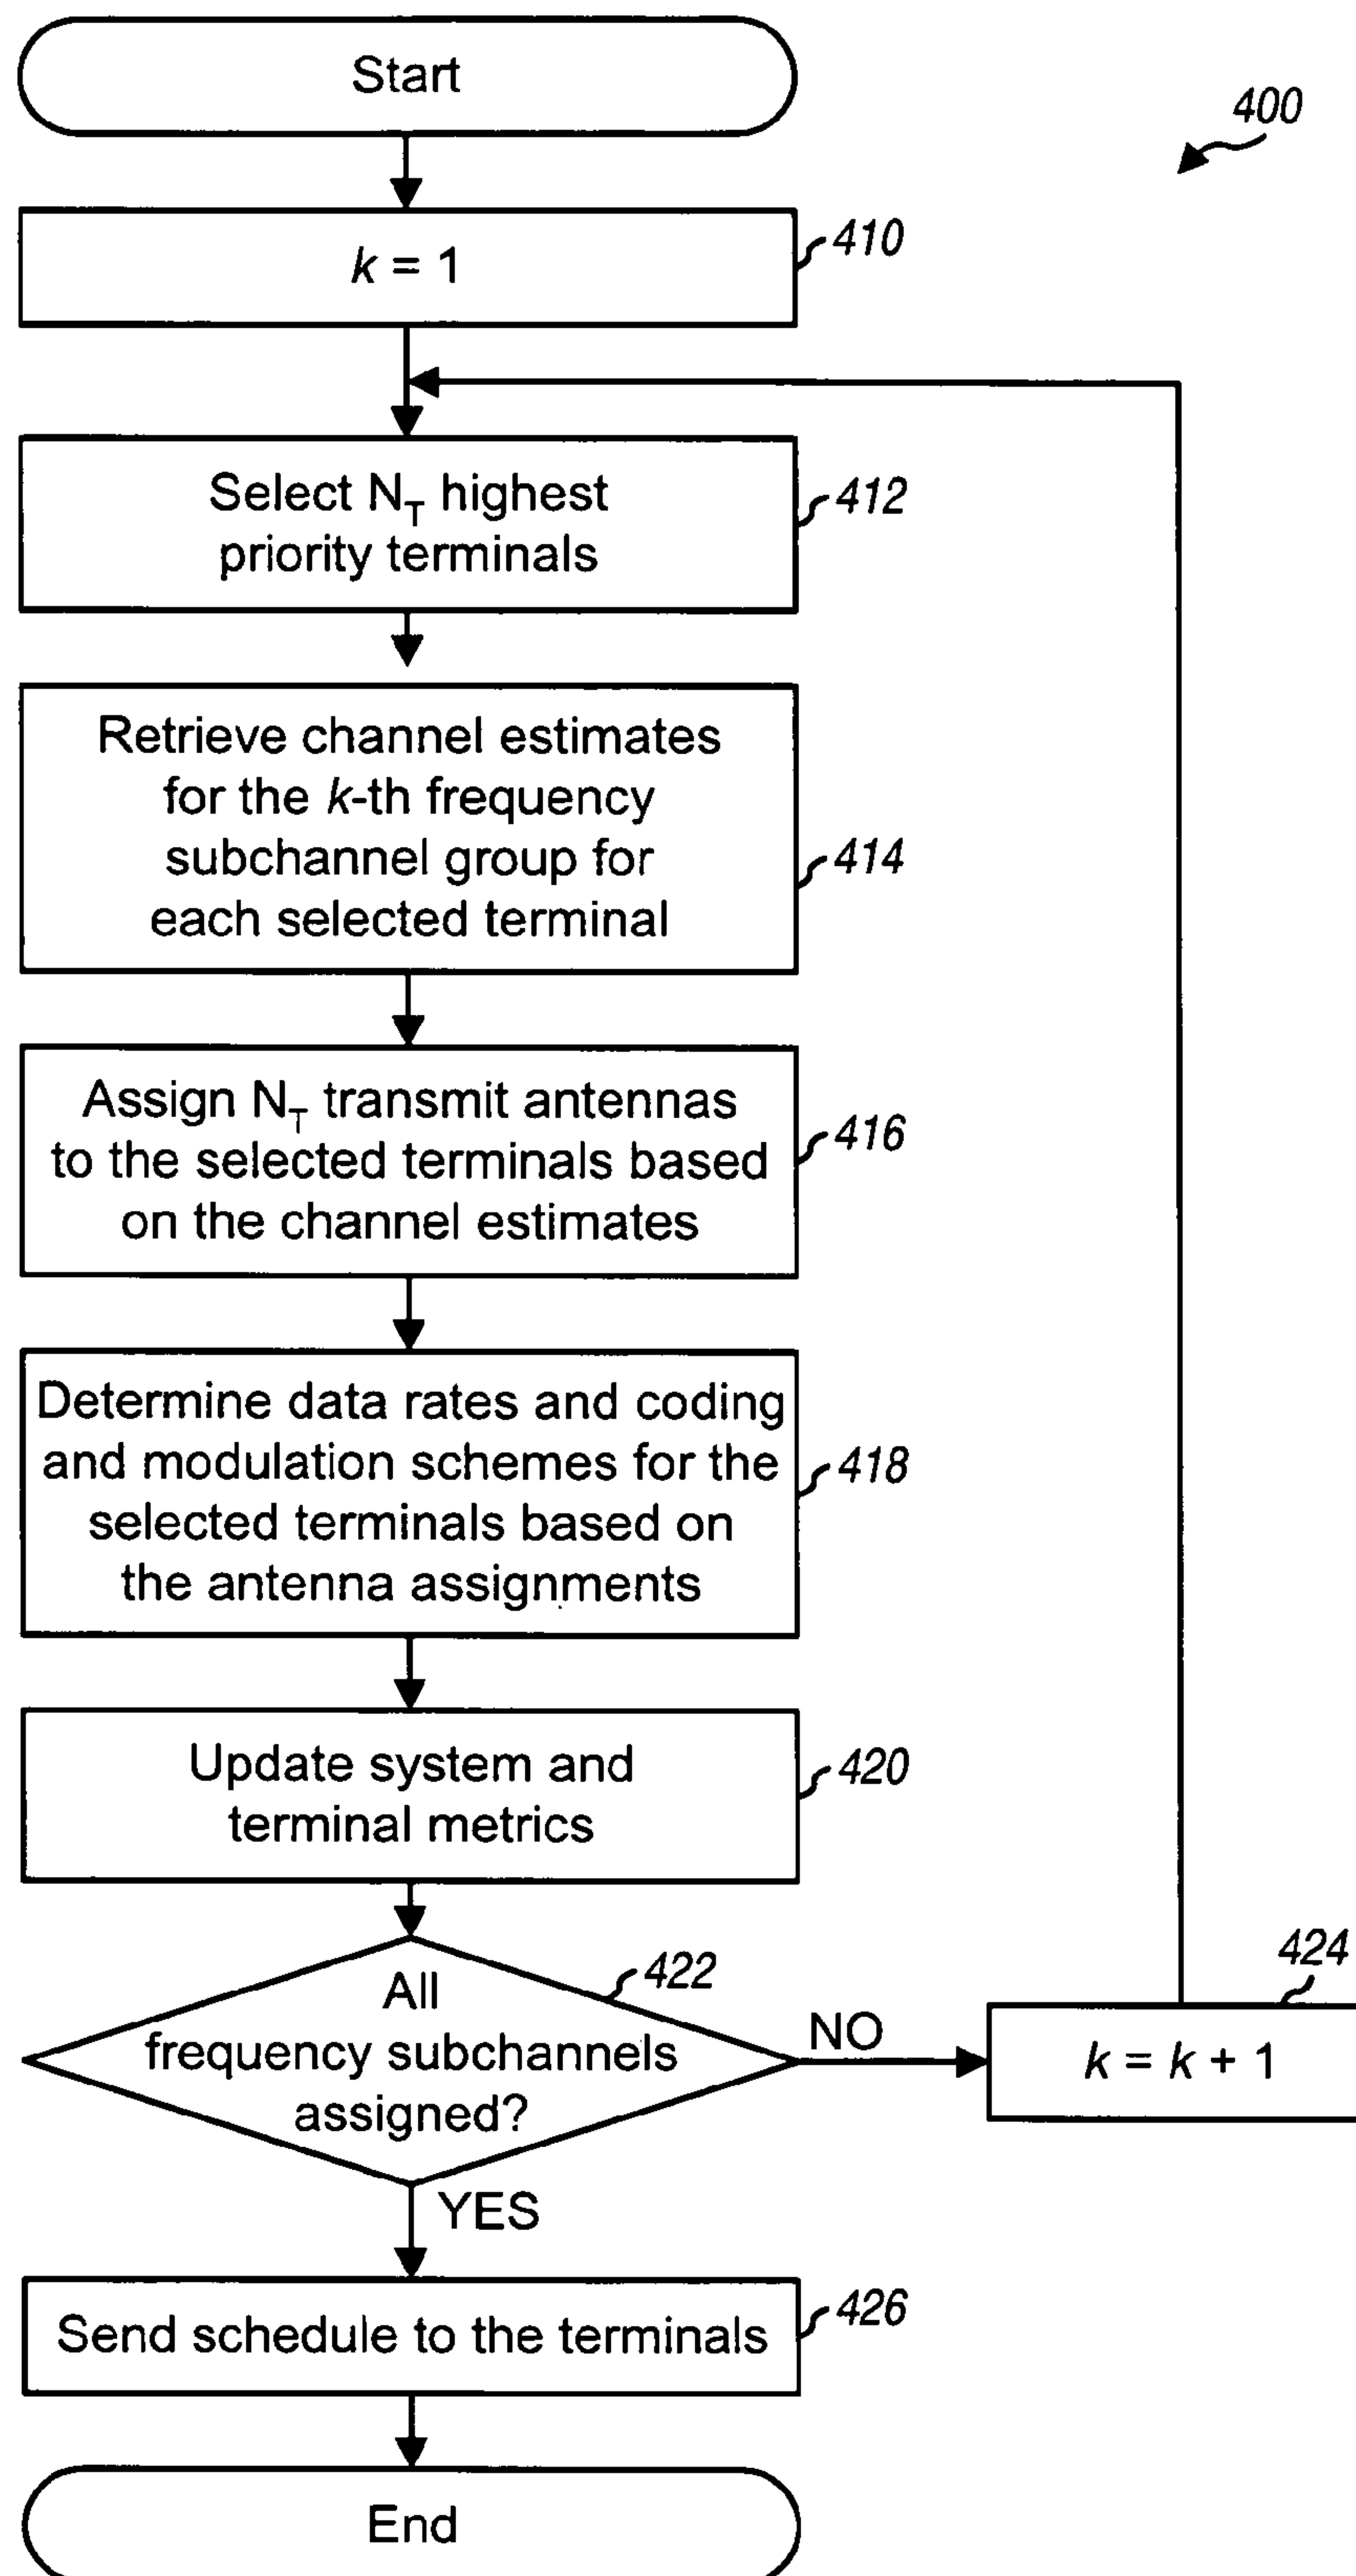 Start
400
k = 1
410
Select N_T highest
priority terminals
412
Retrieve channel estimates
for the k-th frequency
subchannel group for
each selected terminal
414
Assign N_T transmit antennas
to the selected terminals based
on the channel estimates
416
Determine data rates and coding
and modulation schemes for the
selected terminals based on
the antenna assignments
418
Update system and
terminal metrics
420
All
frequency subchannels
assigned?
422
NO
424
k = k + 1
YES
Send schedule to the terminals
426
End